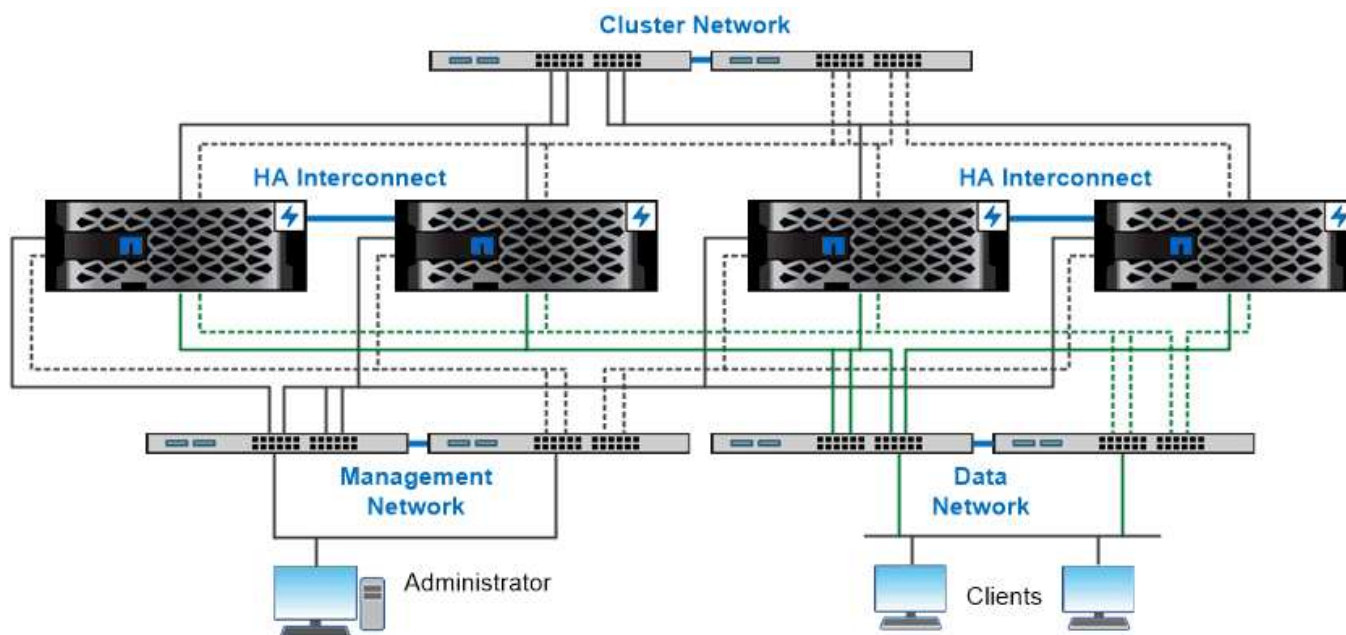 Cluster Network
HA Interconnect
HA Interconnect
Management
Network
Data
Network
Administrator
Clients